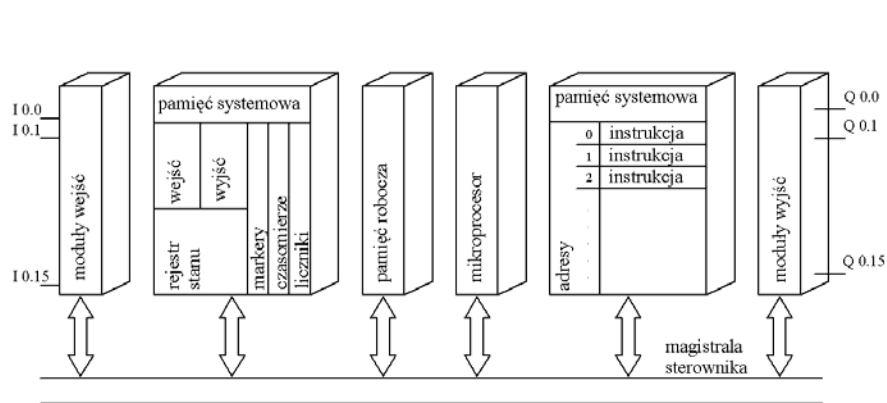 I 0.0
I 0.1
I 0.15
moduły wejść
pamięć systemowa
wejść
wyjść
rejestr
stanu
markery
czasomierze
liczniki
pamięć robocza
mikroprocesor
pamięć systemowa
0 instrukcja
1 instrukcja
2 instrukcja
adresy
moduły wyjść
Q 0.0
Q 0.1
Q 0.15
magistrala
sterownika